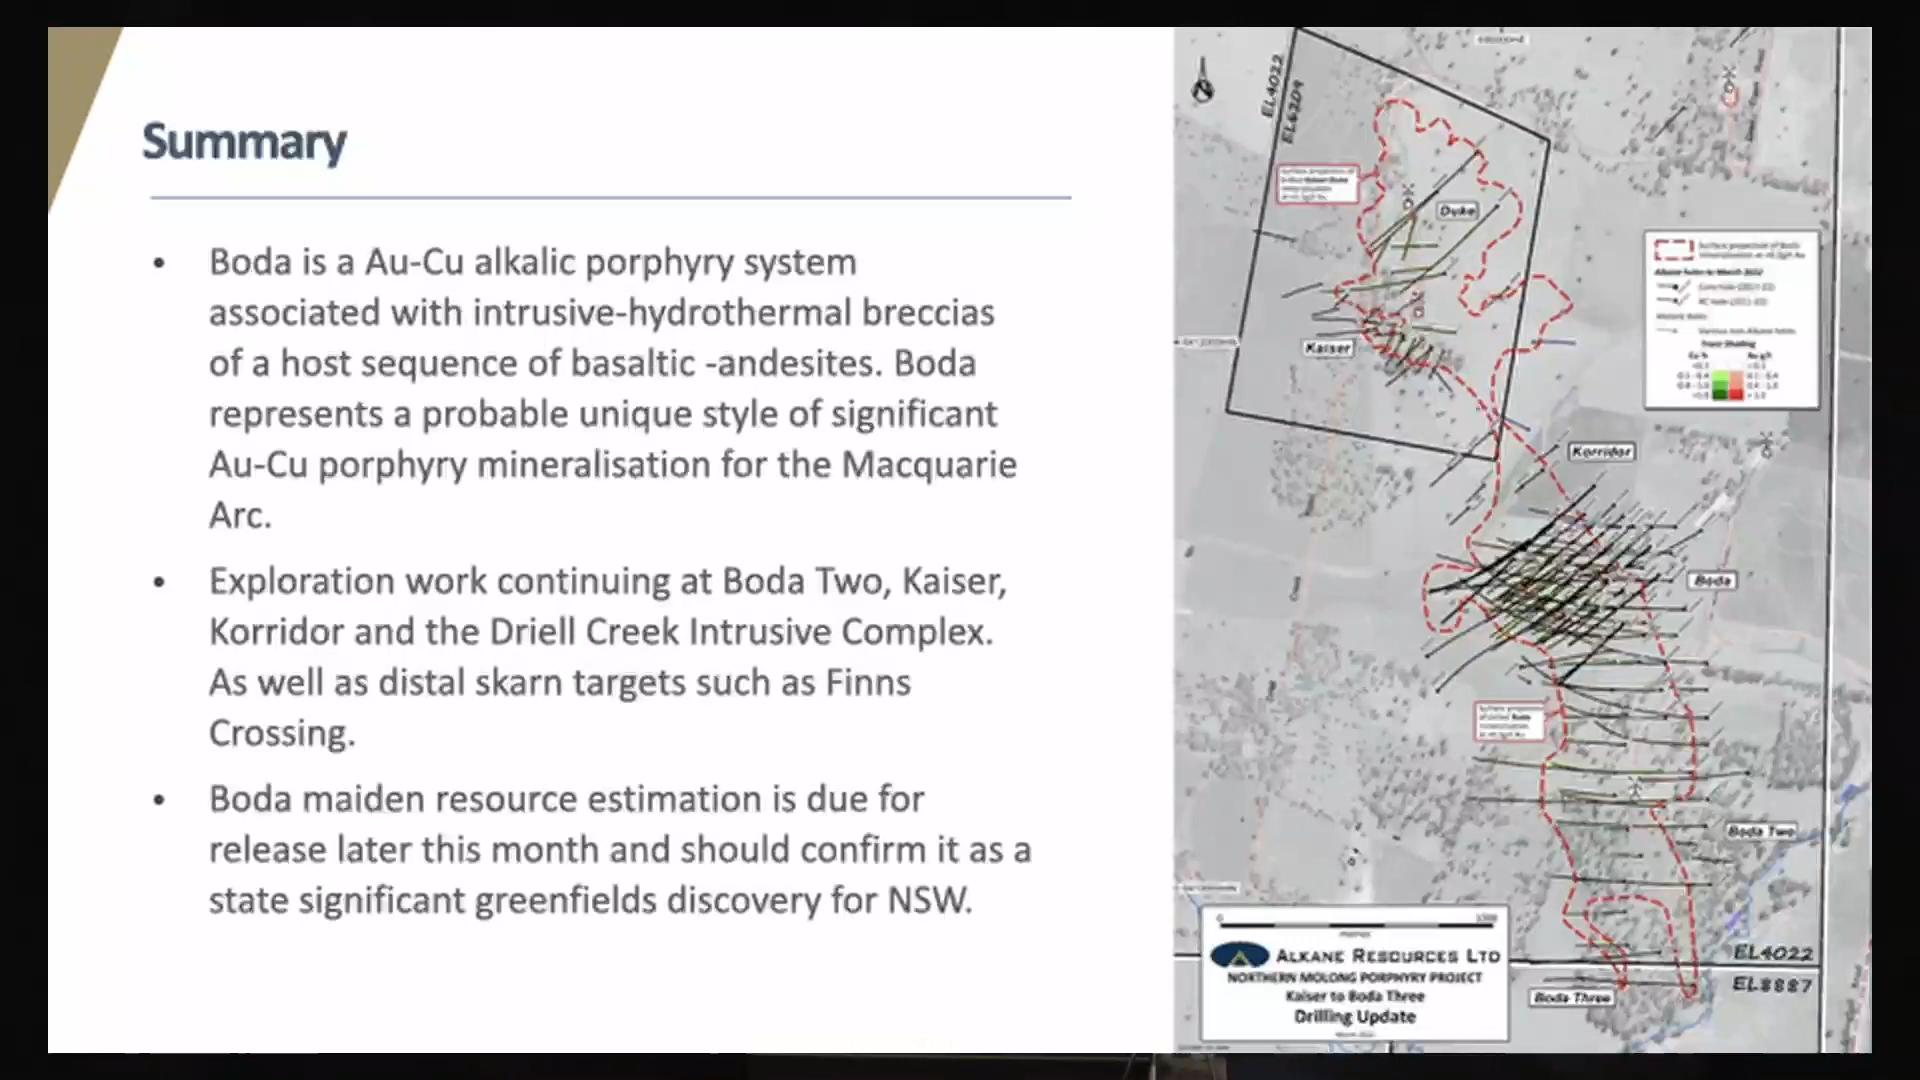 Summary
• Boda is a Au-Cu alkalic porphyry system
associated with intrusive-hydrothermal breccias
of a host sequence of basaltic -andesites. Boda
represents a probable unique style of significant
Au-Cu porphyry mineralisation for the Macquarie
Arc.
• Exploration work continuing at Boda Two, Kaiser,
Korridor and the Driell Creek Intrusive Complex.
As well as distal skarn targets such as Finns
Crossing.
• Boda maiden resource estimation is due for
release later this month and should confirm it as a
state significant greenfields discovery for NSW.
EL4022
EL6209
Duke
Kaiser
Korridor
Boda
Boda Two
EL4022
EL8887
Boda Three
ALKANE RESOURCES LTD
NORTHERN MOLONG PORPHYRY PROJECT
Kaiser to Boda Three
Drilling Update